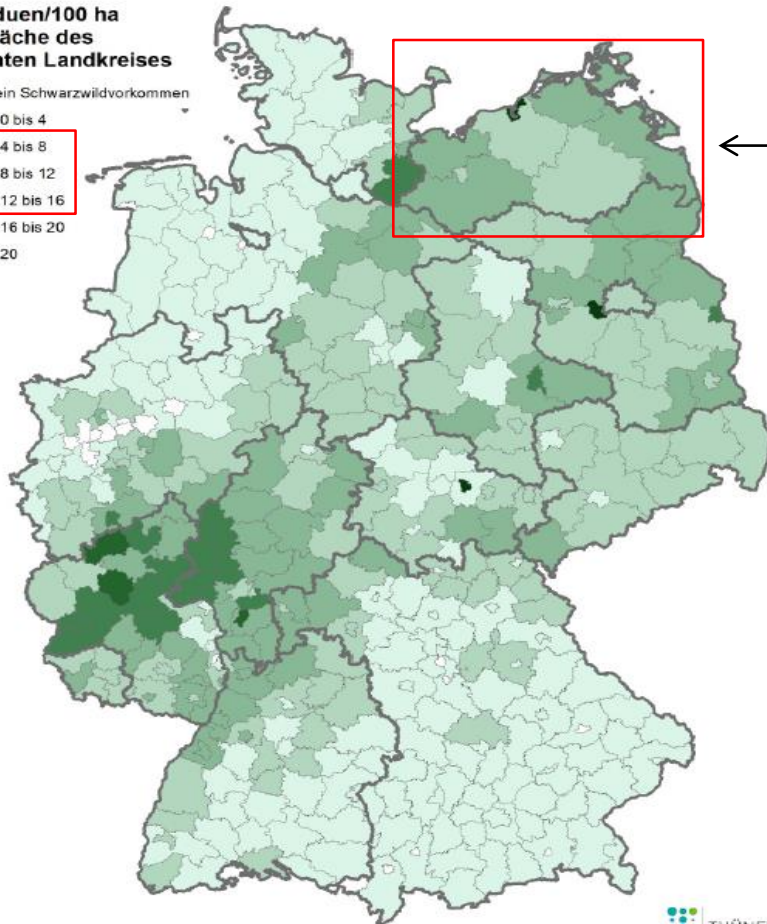 duen/100 ha
äche des
nten Landkreises
ein Schwarzwildvorkommen
0 bis 4
4 bis 8
8 bis 12
12 bis 16
16 bis 20
20